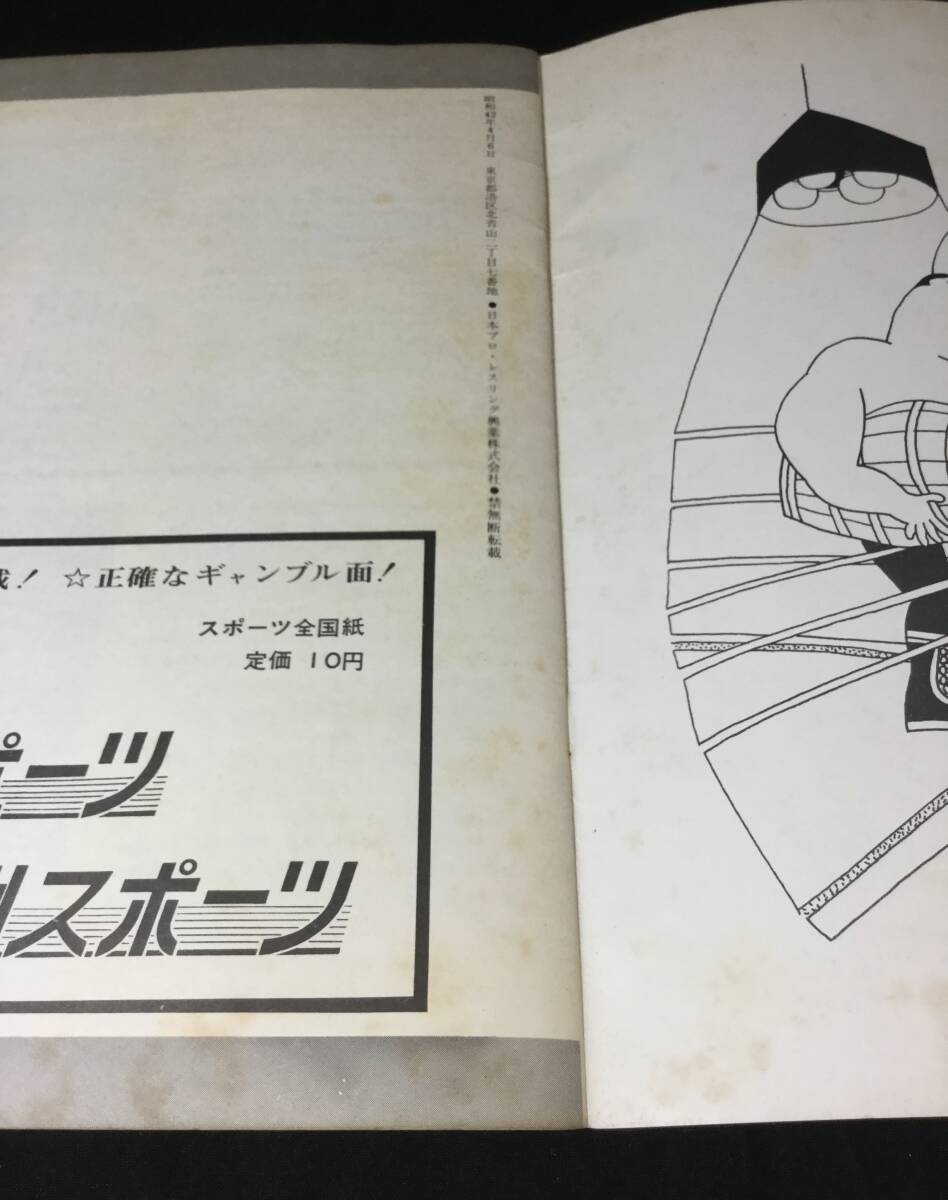 昭和42年4月6日 東京都港区北青山二丁目七番地●日本プロ・レスリング興業株式会社●禁無断転載
！ ☆正確なギャンブル面！
スポーツ全国紙
定価 10円
ポーツ
スポーツ